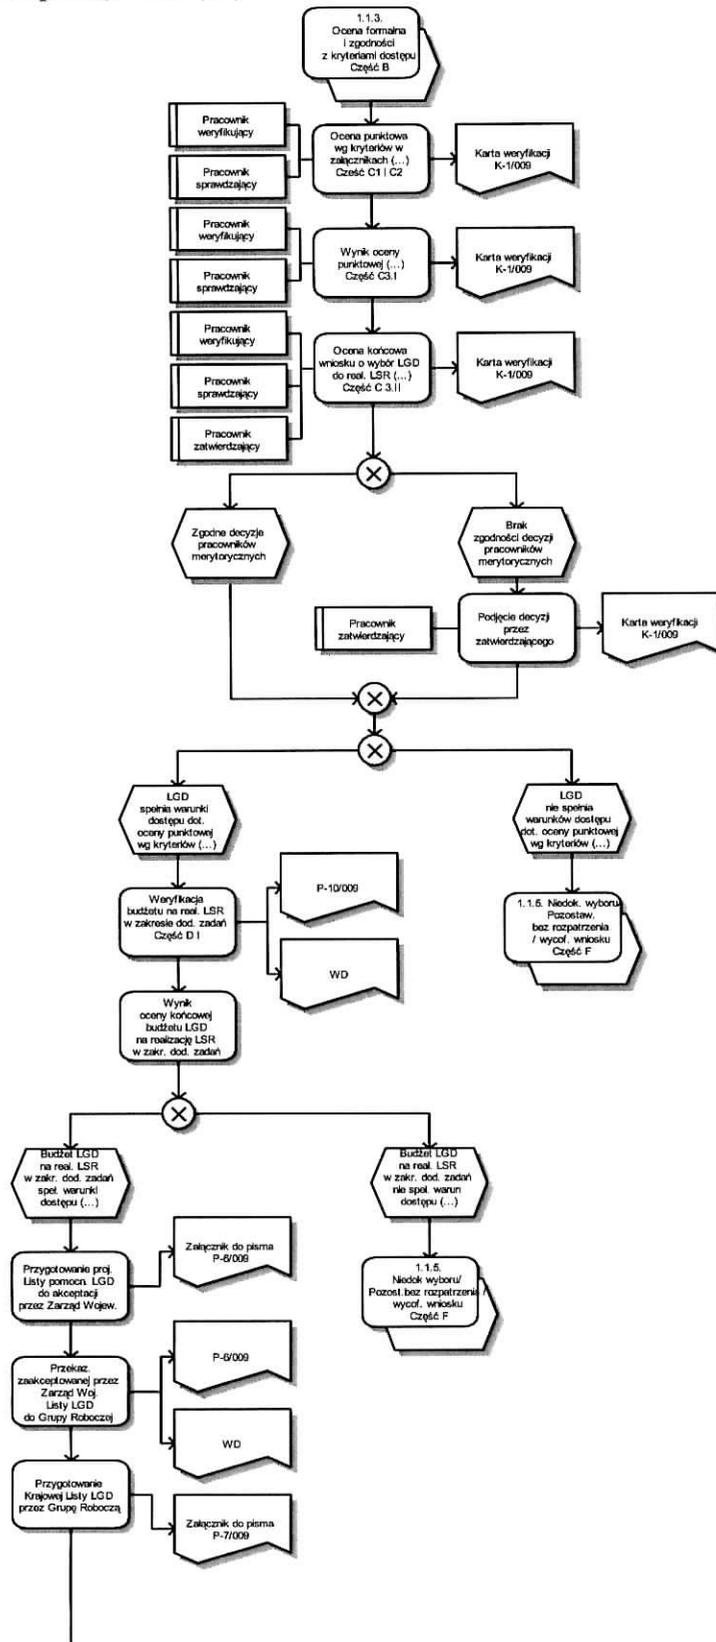 1.1.3.
Ocena formalna
i zgodności
z kryteriami dostępu
Część B
Pracownik
weryfikujący
Pracownik
sprawdzający
Ocena punktowa
wg kryteriów w
załącznikach (...)
Cześć C1 i C2
Karta weryfikacji
K-1/009
Pracownik
weryfikujący
Pracownik
sprawdzający
Wynik oceny
punktowej (...)
Część C3.I
Karta weryfikacji
K-1/009
Pracownik
weryfikujący
Pracownik
sprawdzający
Pracownik
zatwierdzający
Ocena końcowa
wniosku o wybór LGD
do real. LSR (...)
Część C 3.II
Karta weryfikacji
K-1/009
Zgodne decyzje
pracowników
merytorycznych
Brak
zgodności decyzji
pracowników
merytorycznych
Pracownik
zatwierdzający
Podjęcie decyzji
przez
zatwierdzającego
Karta weryfikacji
K-1/009
LGD
spełnia warunki
dostępu dot.
oceny punktowej
wg kryteriów (...)
LGD
nie spełnia
warunków dostępu
dot. oceny punktowej
wg kryteriów (...)
Weryfikacja
budżetu na real. LSR
w zakresie dod. zadań
Część D I
P-10/009
WD
1.1.5. Niedok. wyboru/
Pozostaw.
bez rozpatrzenia
/ wycof. wniosku
Część F
Wynik
oceny końcowej
budżetu LGD
na realizację LSR
w zakr. dod. zadań
Budżet LGD
na real. LSR
w zakr. dod. zadań
speł. warunki
dostępu (...)
Budżet LGD
na real. LSR
w zakr. dod. zadań
nie speł. warun
dostępu (...)
Przygotowanie proj.
Listy pomocn. LGD
do akceptacji
przez Zarząd Wojew.
Załącznik do pisma
P-6/009
1.1.5.
Niedok wyboru/
Pozost.bez rozpatrzenia /
wycof. wniosku
Część F
Przekaz.
zaakceptowanej przez
Zarząd Woj.
Listy LGD
do Grupy Roboczej
P-6/009
WD
Przygotowanie
Krajowej Listy LGD
przez Grupę Roboczą
Załącznik do pisma
P-7/009